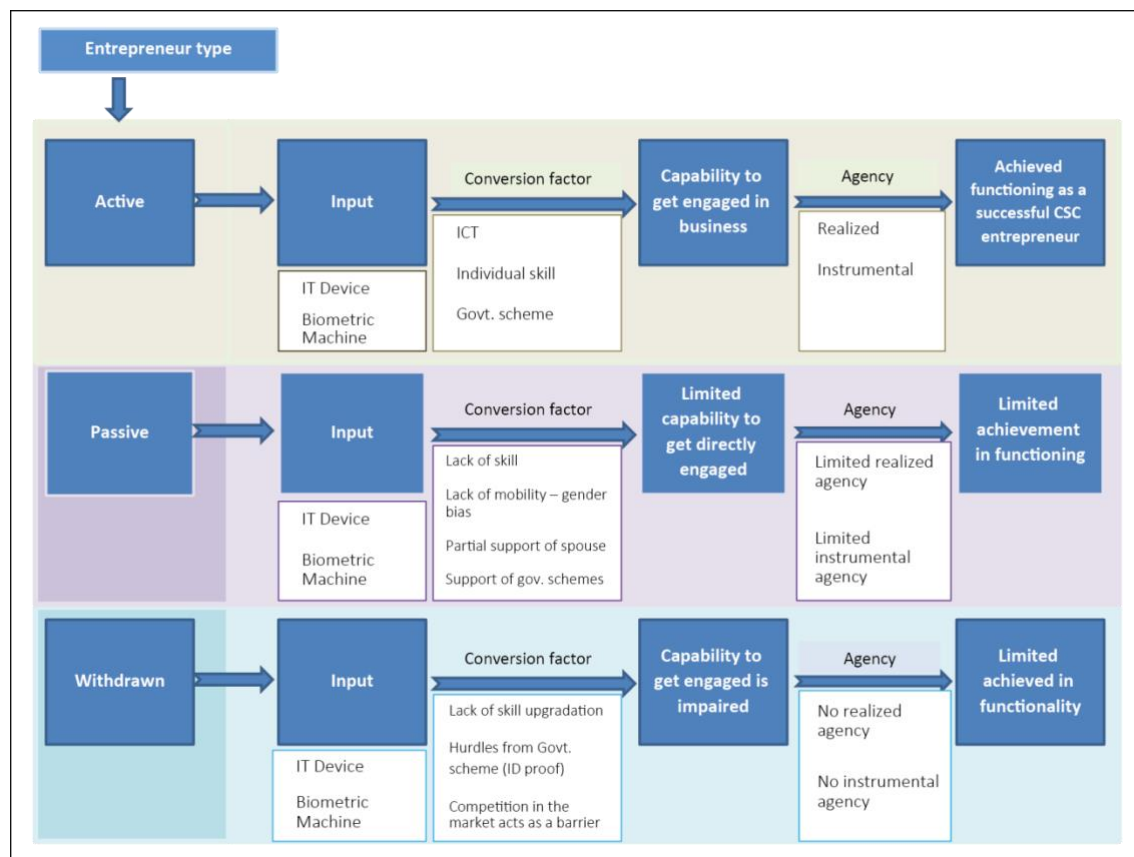 Entrepreneur type
Active
Input
IT Device
Biometric
Machine
Conversion factor
ICT
Individual skill
Govt. scheme
Capability to
get engaged in
business
Agency
Realized
Instrumental
Achieved
functioning as a
successful CSC
entrepreneur
Passive
Input
IT Device
Biometric
Machine
Conversion factor
Lack of skill
Lack of mobility – gender
bias
Partial support of spouse
Support of gov. schemes
Limited
capability to
get directly
engaged
Agency
Limited realized
agency
Limited
instrumental
agency
Limited
achievement
in functioning
Withdrawn
Input
IT Device
Biometric
Machine
Conversion factor
Lack of skill upgradation
Hurdles from Govt.
scheme (ID proof)
Competition in the
market acts as a barrier
Capability to
get engaged is
impaired
Agency
No realized
agency
No instrumental
agency
Limited
achieved in
functionality